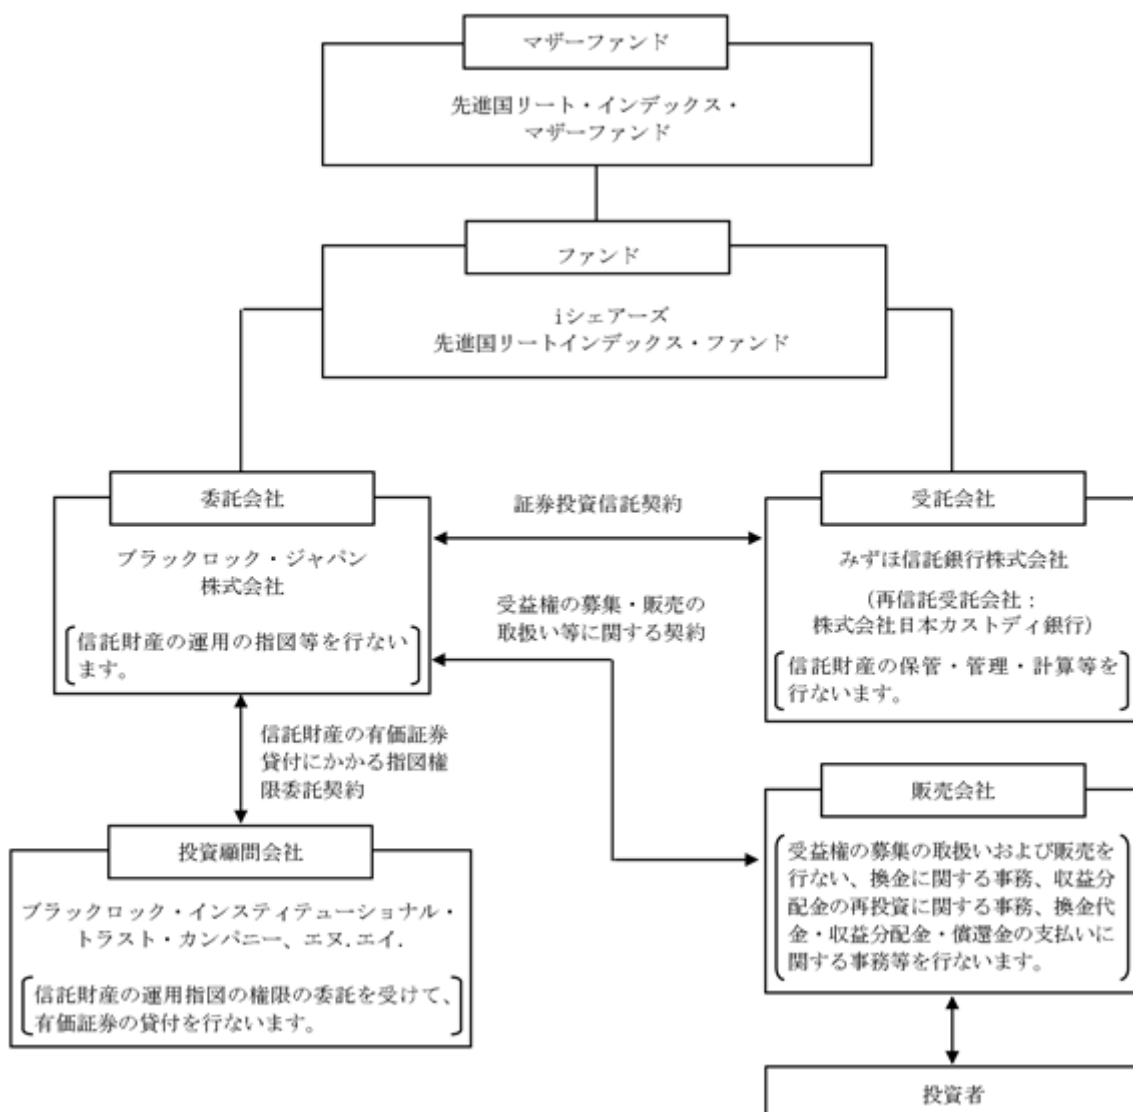 マザーファンド
先進国リート・インデックス・
マザーファンド
ファンド
iシェアーズ
先進国リートインデックス・ファンド
委託会社
ブラックロック・ジャパン
株式会社
信託財産の運用の指図等を行ない
ます。
証券投資信託契約
受益権の募集・販売の
取扱い等に関する契約
受託会社
みずほ信託銀行株式会社
(再信託受託会社：
株式会社日本カストディ銀行)
信託財産の保管・管理・計算等を
行ないます。
信託財産の有価証券
貸付にかかる指図権
限委託契約
投資顧問会社
ブラックロック・インスティテューショナル・
トラスト・カンパニー、エヌ.エイ.
信託財産の運用指図の権限の委託を受けて、
有価証券の貸付を行ないます。
販売会社
受益権の募集の取扱いおよび販売を
行ない、換金に関する事務、収益分
配金の再投資に関する事務、換金代
金・収益分配金・償還金の支払いに
関する事務等を行ないます。
投資者